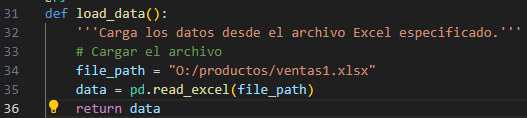 31 def load_data():
32     '''Carga los datos desde el archivo Excel especificado.'''
33     # Cargar el archivo
34     file_path = "O:/productos/ventas1.xlsx"
35     data = pd.read_excel(file_path)
36     return data